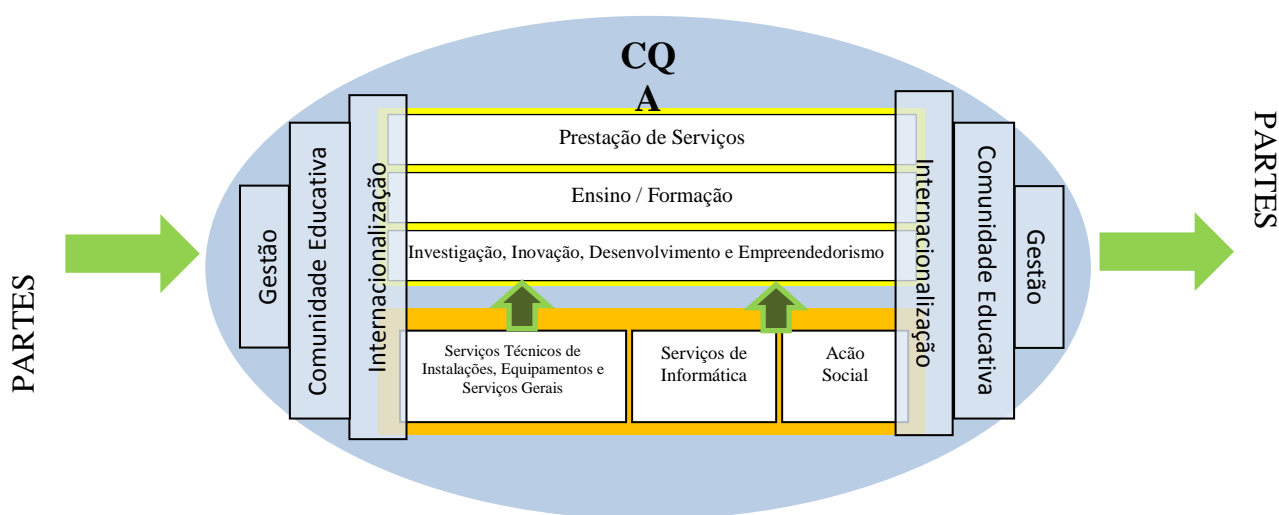 CQ
A
PARTES
Gestão
Comunidade Educativa
Internacionalização
Prestação de Serviços
Ensino / Formação
Investigação, Inovação, Desenvolvimento e Empreendedorismo
Serviços Técnicos de
Instalações, Equipamentos e
Serviços Gerais
Serviços de
Informática
Acão
Social
Internacionalização
Comunidade Educativa
Gestão
PARTES